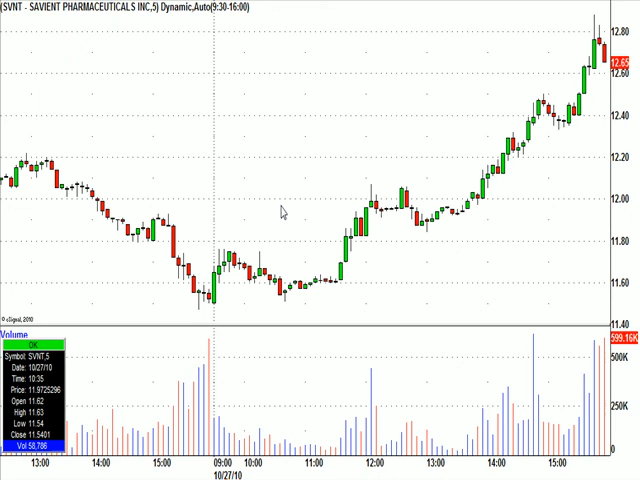 (SVNT - SAVIENT PHARMACEUTICALS INC,5) Dynamic,Auto(9:30-16:00)
12.80
12.65
12.60
12.40
12.20
12.00
11.80
11.60
11.40
© eSignal, 2010
Volume
599.16K
500K
250K
0
OK
Symbol: SVNT,5
Date: 10/27/10
Time: 10:35
Price: 11.9725296
Open 11.62
High 11.63
Low 11.54
Close 11.5401
Vol 58,786
13:00 14:00 15:00 09:00 10:00 11:00 12:00 13:00 14:00 15:00
10/27/10